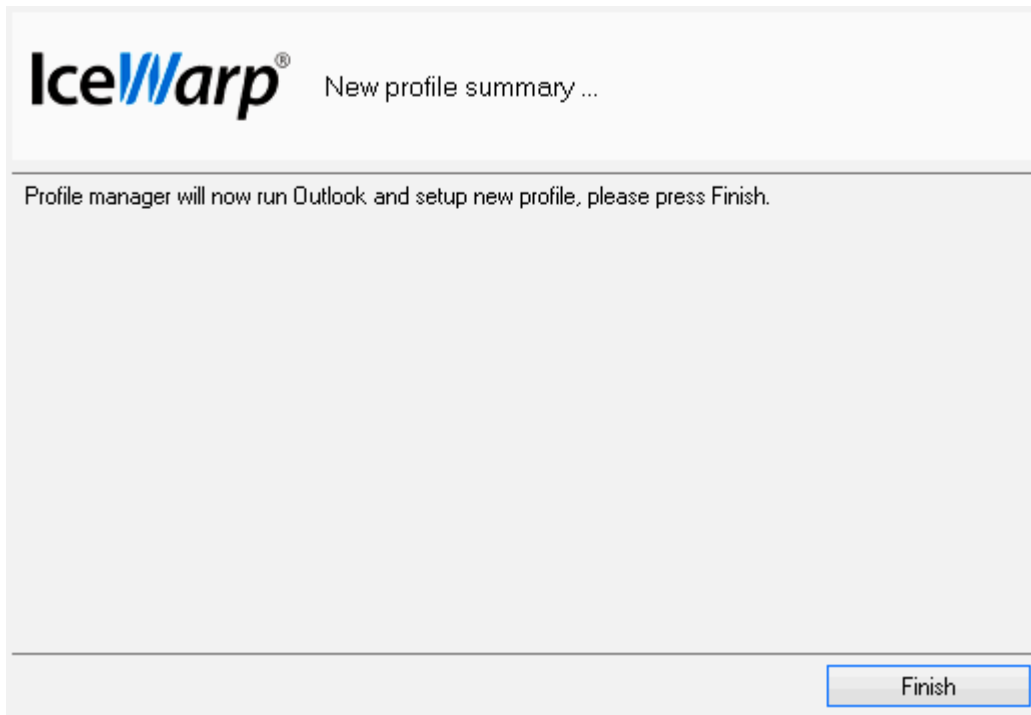 IceWarp® New profile summary ...
Profile manager will now run Outlook and setup new profile, please press Finish.
Finish